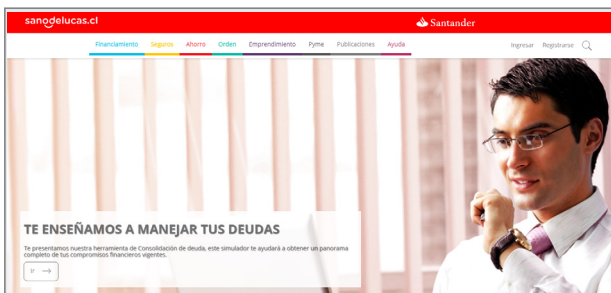 sanodelucas.cl
Santander
Financiamiento Seguros Ahorro Orden Emprendimiento Pyme Publicaciones Ayuda Ingresar Registrarse
TE ENSEÑAMOS A MANEJAR TUS DEUDAS
Te presentamos nuestra herramienta de Consolidación de deuda, este simulador te ayudará a obtener un panorama
completo de tus compromisos financieros vigentes.
Ir →